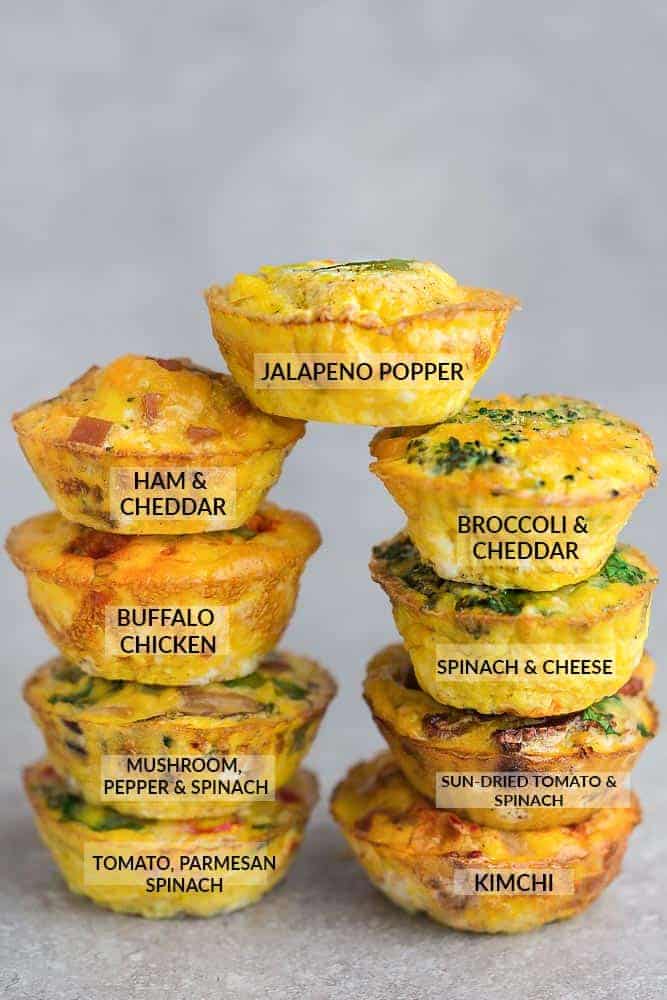 JALAPENO POPPER
HAM &
CHEDDAR
BUFFALO
CHICKEN
MUSHROOM,
PEPPER & SPINACH
TOMATO, PARMESAN
SPINACH
BROCCOLI &
CHEDDAR
SPINACH & CHEESE
SUN-DRIED TOMATO &
SPINACH
KIMCHI